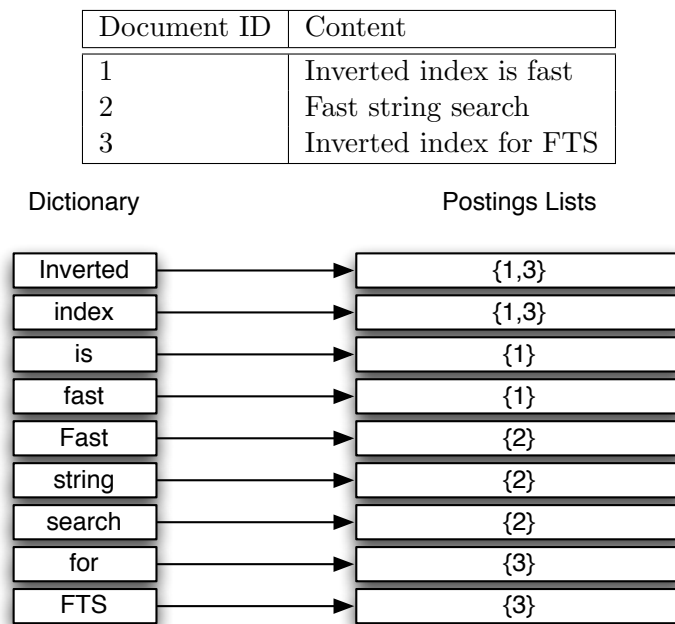 Document ID Content
1 Inverted index is fast
2 Fast string search
3 Inverted index for FTS
Dictionary Postings Lists
Inverted {1,3}
index {1,3}
is {1}
fast {1}
Fast {2}
string {2}
search {2}
for {3}
FTS {3}